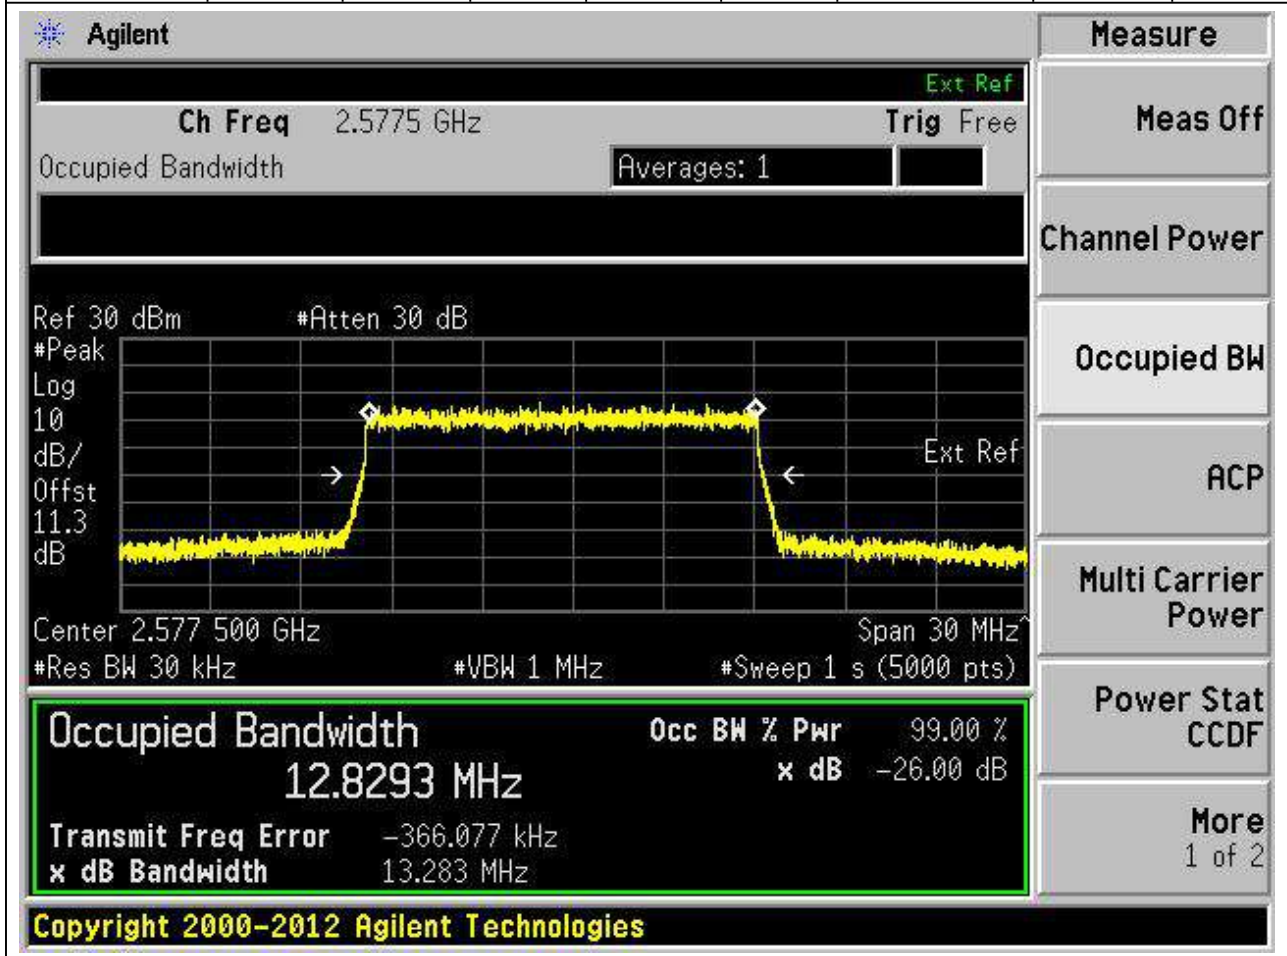 Agilent
Measure
Ext Ref
Ch Freq 2.5775 GHz Trig Free
Meas Off
Occupied Bandwidth Averages: 1
Channel Power
Ref 30 dBm #Atten 30 dB
#Peak
Log
10
dB/
Offst
11.3
dB
Ext Ref
Occupied BW
ACP
Center 2.577 500 GHz Span 30 MHz^
#Res BW 30 kHz #VBW 1 MHz #Sweep 1 s (5000 pts)
Multi Carrier
Power
Occupied Bandwidth Occ BW % Pwr 99.00 %
12.8293 MHz x dB -26.00 dB
Power Stat
CCDF
Transmit Freq Error -366.077 kHz
x dB Bandwidth 13.283 MHz
More
1 of 2
Copyright 2000-2012 Agilent Technologies